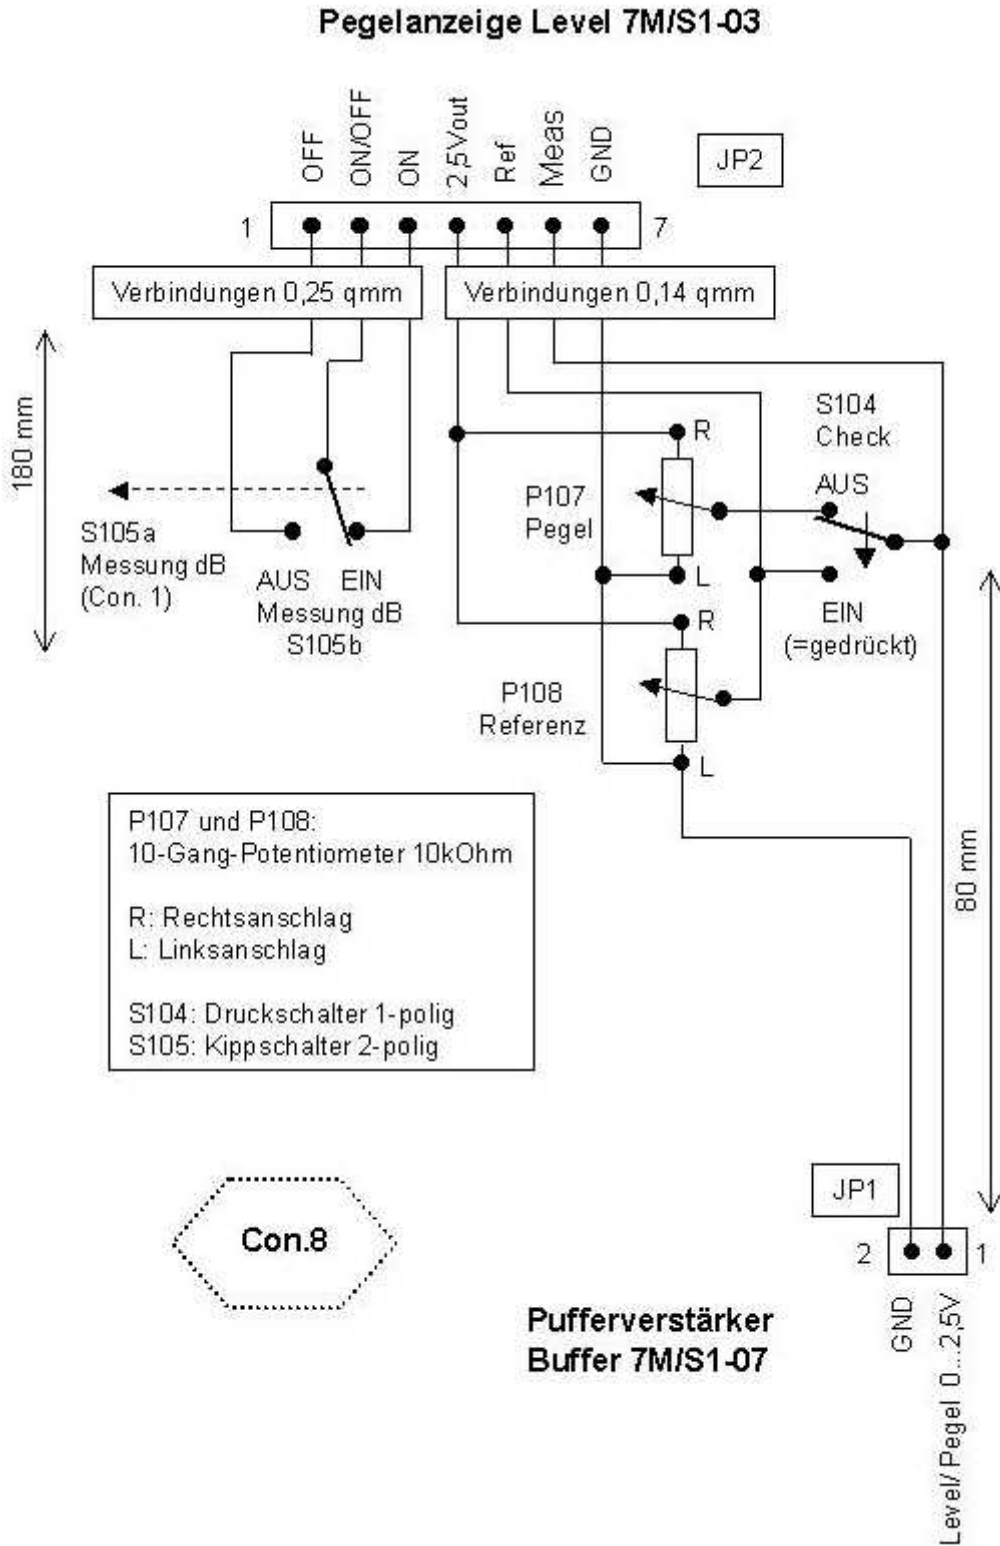 Pegelanzeige Level 7M/S1-03
OFF
ON/OFF
ON
2,5Vout
Ref
Meas
GND
JP2
1
7
Verbindungen 0,25 qmm
Verbindungen 0,14 qmm
180 mm
S105a
Messung dB
(Con. 1)
AUS EIN
Messung dB
S105b
R
P107
Pegel
L
S104
Check
AUS
EIN
(=gedrückt)
R
P108
Referenz
L
P107 und P108:
10-Gang-Potentiometer 10kOhm
R: Rechtsanschlag
L: Linksanschlag
S104: Druckschalter 1-polig
S105: Kippschalter 2-polig
80 mm
Con.8
JP1
2
1
GND
Level/ Pegel 0...2,5V
Pufferverstärker
Buffer 7M/S1-07